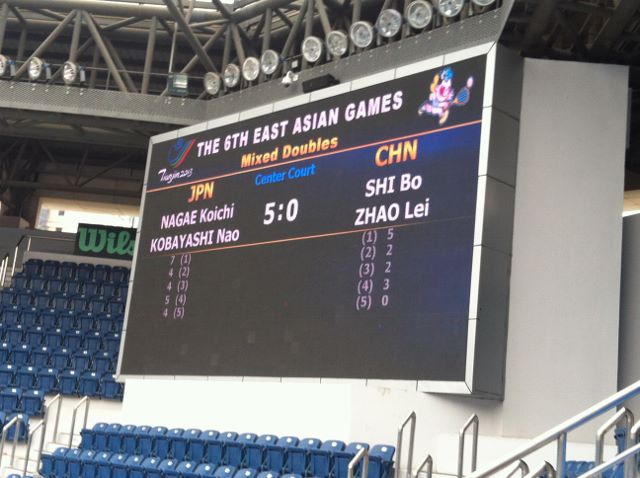 THE 6TH EAST ASIAN GAMES
Tianjin2013
Mixed Doubles
Center Court
JPN
CHN
NAGAE Koichi
KOBAYASHI Nao
5:0
SHI Bo
ZHAO Lei
7 (1)
4 (2)
4 (3)
5 (4)
4 (5)
(1) 5
(2) 2
(3) 2
(4) 3
(5) 0
Wils